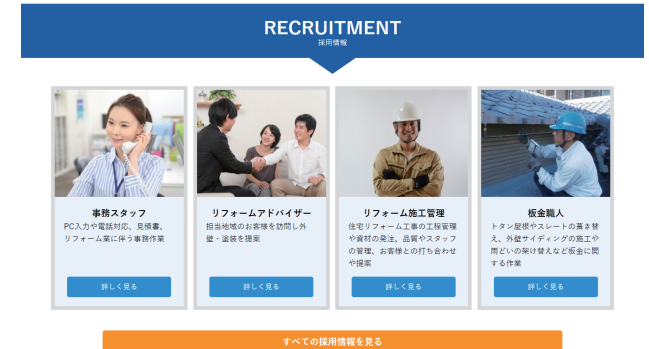 RECRUITMENT
採用情報
事務スタッフ
PC入力や電話対応、見積書、
リフォーム業に伴う事務作業
詳しく見る
リフォームアドバイザー
担当地域のお客様を訪問し外
壁・塗装を提案
詳しく見る
リフォーム施工管理
住宅リフォーム工事の工程管理
や資材の発注、品質やスタッフ
の管理、お客様との打ち合わせ
や提案
詳しく見る
板金職人
トタン屋根やスレートの葺き替
え、外壁サイディングの施工や
雨どいの架け替えなど板金に関
する作業
詳しく見る
すべての採用情報を見る